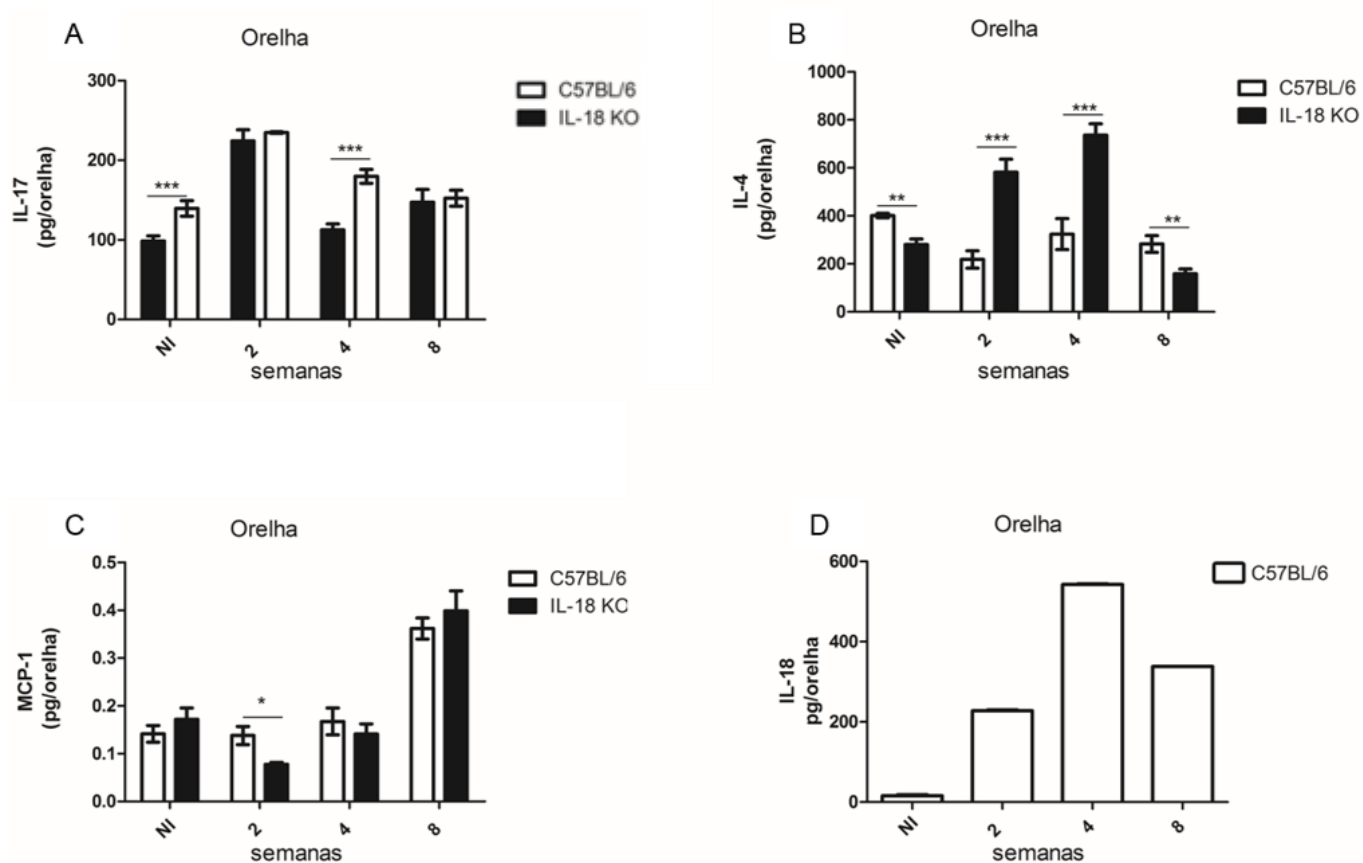 A
Orelha
C57BL/6
IL-18 KO
IL-17
(pg/orelha)
300
200
100
0
***
***
NI
2
4
8
semanas
B
Orelha
C57BL/6
IL-18 KO
IL-4
(pg/orelha)
1000
800
600
400
200
0
**
***
***
**
NI
2
4
8
semanas
C
Orelha
C57BL/6
IL-18 KO
MCP-1
(pg/orelha)
0.5
0.4
0.3
0.2
0.1
0.0
*
NI
2
4
8
semanas
D
Orelha
C57BL/6
IL-18
pg/orelha
600
400
200
0
NI
2
4
8
semanas